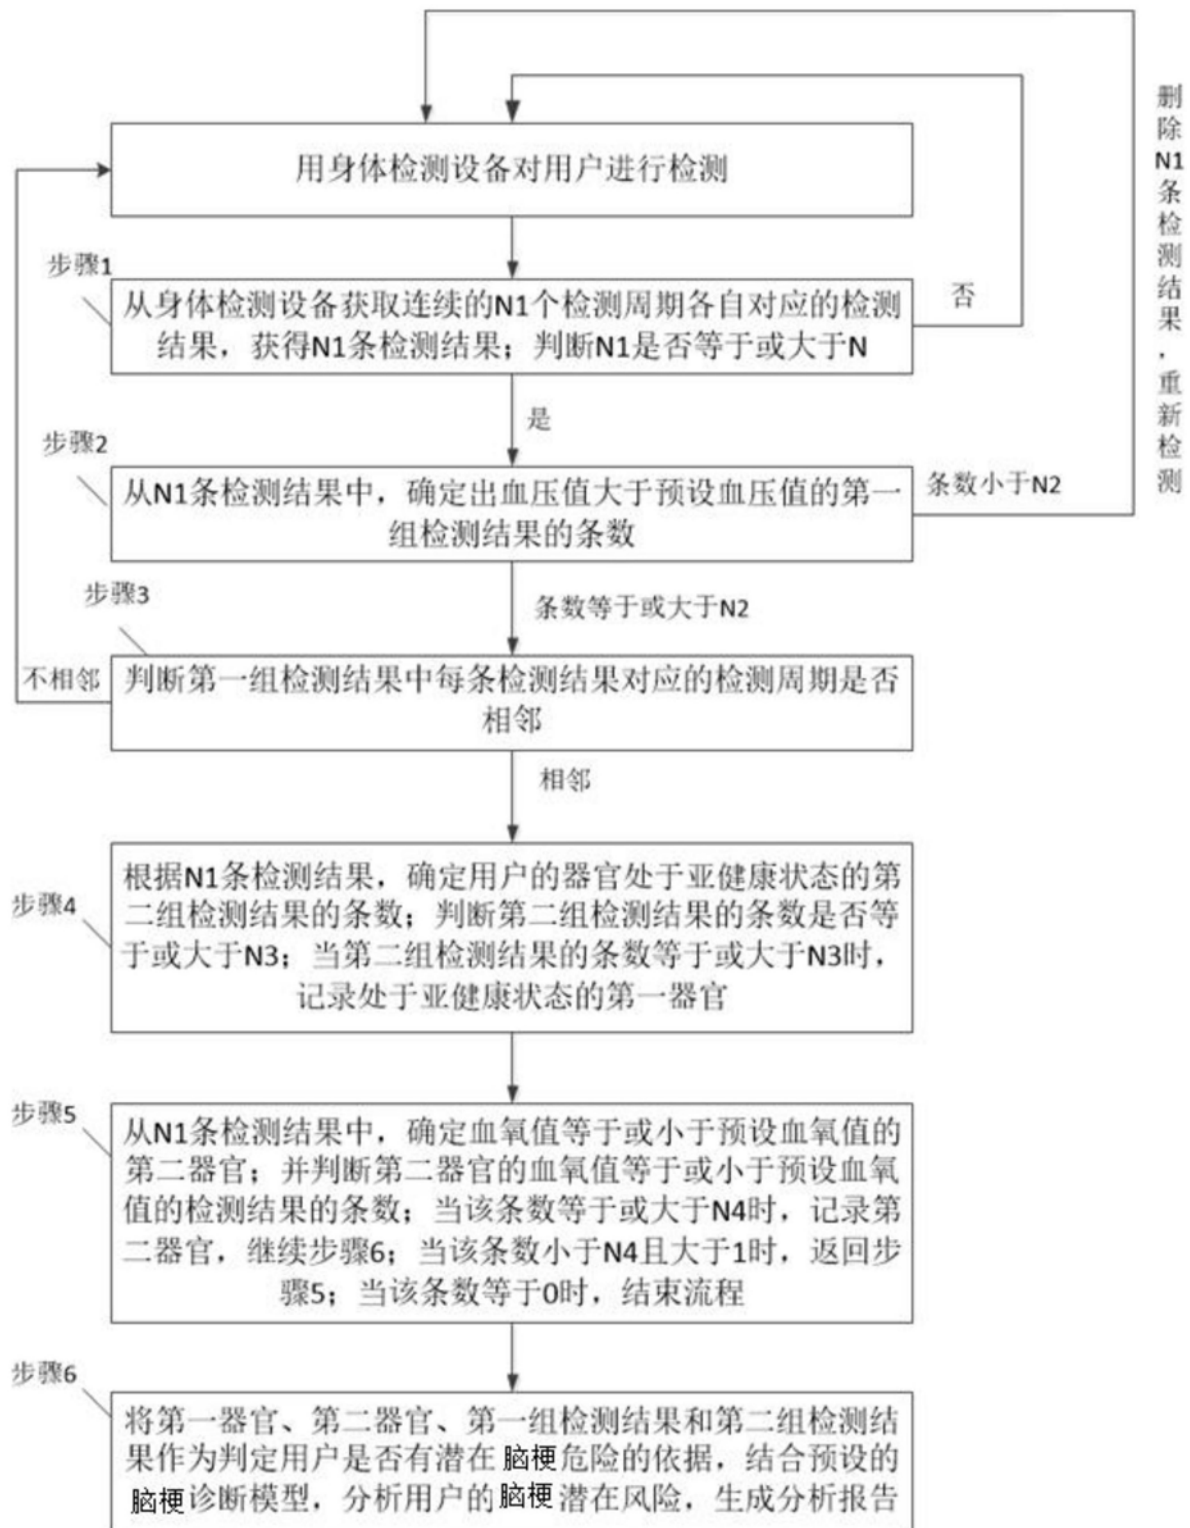 用身体检测设备对用户进行检测
步骤1
从身体检测设备获取连续的N1个检测周期各自对应的检测
结果，获得N1条检测结果；判断N1是否等于或大于N
否
是
删除N1条检测结果，重新检测
步骤2
从N1条检测结果中，确定出血压值大于预设血压值的第一
组检测结果的条数
条数小于N2
条数等于或大于N2
步骤3
判断第一组检测结果中每条检测结果对应的检测周期是否
相邻
不相邻
相邻
步骤4
根据N1条检测结果，确定用户的器官处于亚健康状态的第
二组检测结果的条数；判断第二组检测结果的条数是否等
于或大于N3；当第二组检测结果的条数等于或大于N3时，
记录处于亚健康状态的第一器官
步骤5
从N1条检测结果中，确定血氧值等于或小于预设血氧值的
第二器官；并判断第二器官的血氧值等于或小于预设血氧
值的检测结果的条数；当该条数等于或大于N4时，记录第
二器官，继续步骤6；当该条数小于N4且大于1时，返回步
骤5；当该条数等于0时，结束流程
步骤6
将第一器官、第二器官、第一组检测结果和第二组检测结
果作为判定用户是否有潜在脑梗危险的依据，结合预设的
脑梗诊断模型，分析用户的脑梗潜在风险，生成分析报告